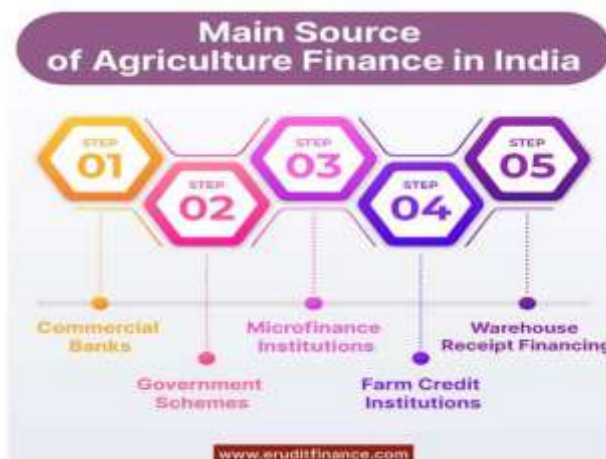 Main Source
of Agriculture Finance in India
STEP
01
STEP
02
STEP
03
STEP
04
STEP
05
Commercial
Banks
Government
Schemes
Microfinance
Institutions
Farm Credit
Institutions
Warehouse
Receipt Financing
www.eruditfinance.com